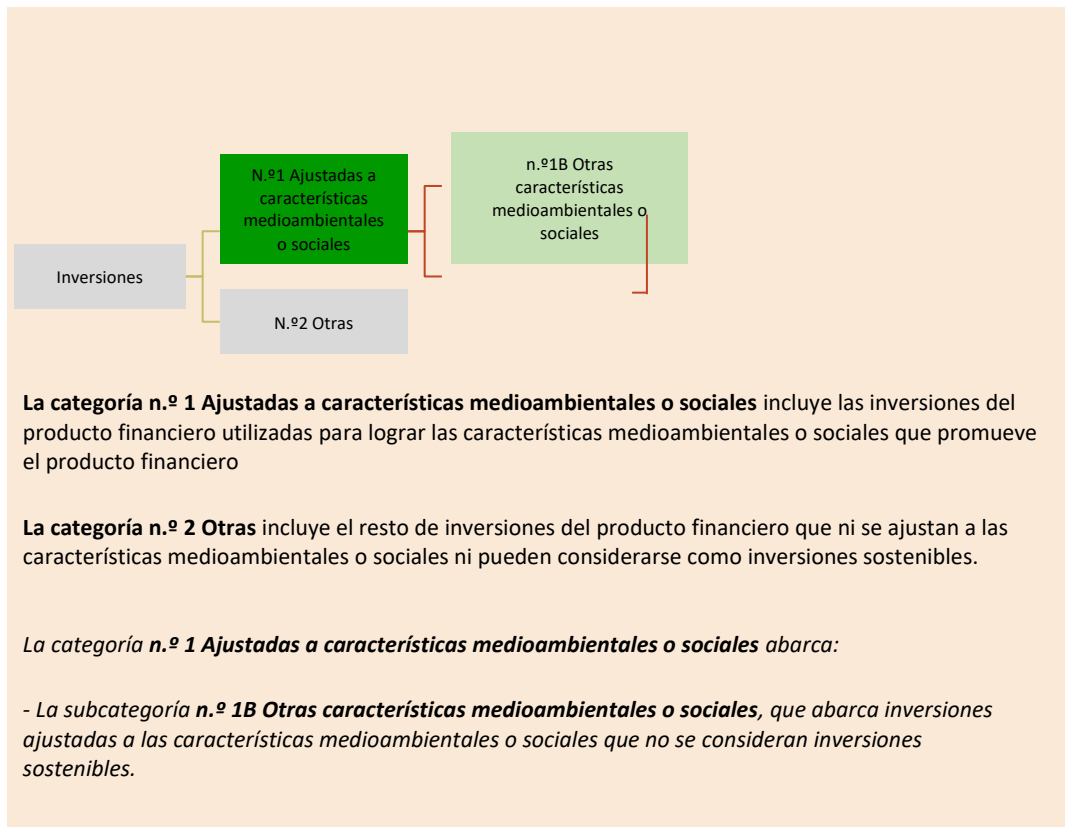 N.º1 Ajustadas a
características
medioambientales
o sociales
n.º1B Otras
características
medioambientales o
sociales
Inversiones
N.º2 Otras
La categoría n.º 1 Ajustadas a características medioambientales o sociales incluye las inversiones del
producto financiero utilizadas para lograr las características medioambientales o sociales que promueve
el producto financiero
La categoría n.º 2 Otras incluye el resto de inversiones del producto financiero que ni se ajustan a las
características medioambientales o sociales ni pueden considerarse como inversiones sostenibles.
La categoría n.º 1 Ajustadas a características medioambientales o sociales abarca:
- La subcategoría n.º 1B Otras características medioambientales o sociales, que abarca inversiones
ajustadas a las características medioambientales o sociales que no se consideran inversiones
sostenibles.